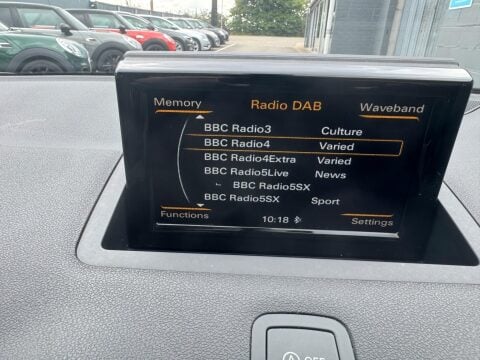 Memory Radio DAB Waveband
BBC Radio3 Culture
BBC Radio4 Varied
BBC Radio4Extra Varied
BBC Radio5Live News
BBC Radio5SX
BBC Radio5SX Sport
Functions 10:18 Settings
A OFF